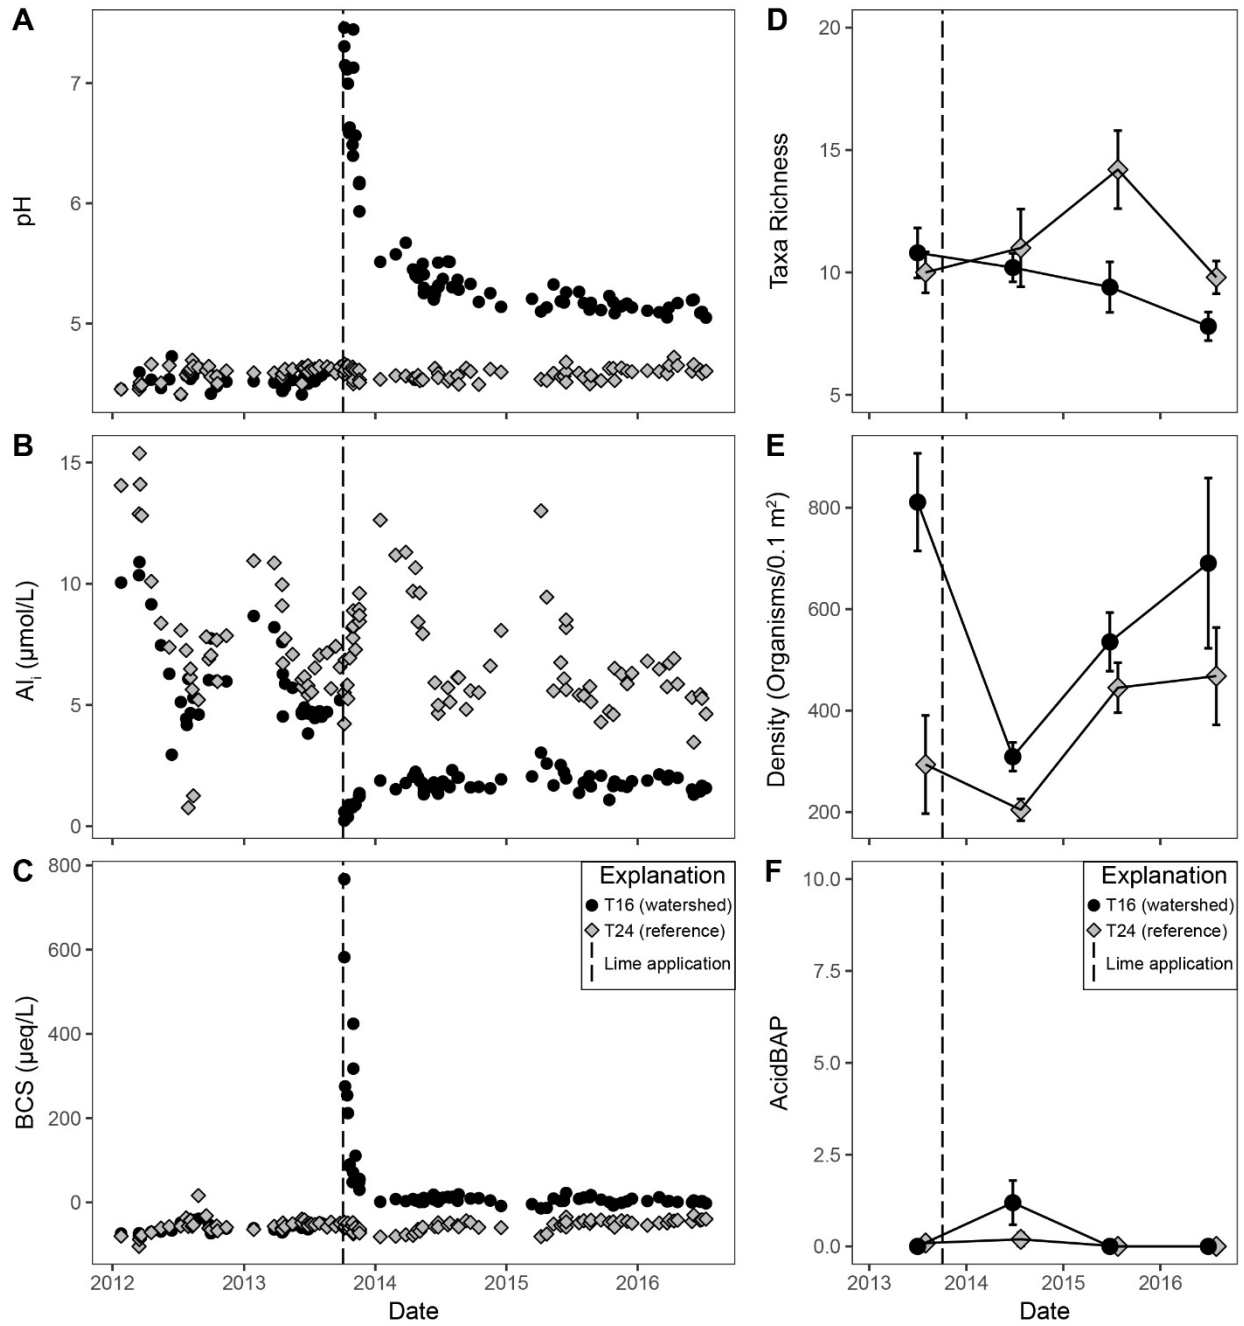 A
pH
7
6
5
B
Alᵢ (µmol/L)
15
10
5
0
C
BCS (µeq/L)
800
600
400
200
0
Explanation
T16 (watershed)
T24 (reference)
Lime application
2012
2013
2014
2015
2016
Date
D
Taxa Richness
20
15
10
5
E
Density (Organisms/0.1 m²)
800
600
400
200
F
AcidBAP
10.0
7.5
5.0
2.5
0.0
Explanation
T16 (watershed)
T24 (reference)
Lime application
2013
2014
2015
2016
Date